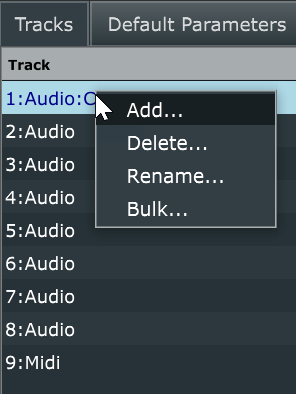 Tracks Default Parameters
Track
1:Audio:C
Add...
2:Audio
Delete...
3:Audio
Rename...
4:Audio
Bulk...
5:Audio
6:Audio
7:Audio
8:Audio
9:Midi